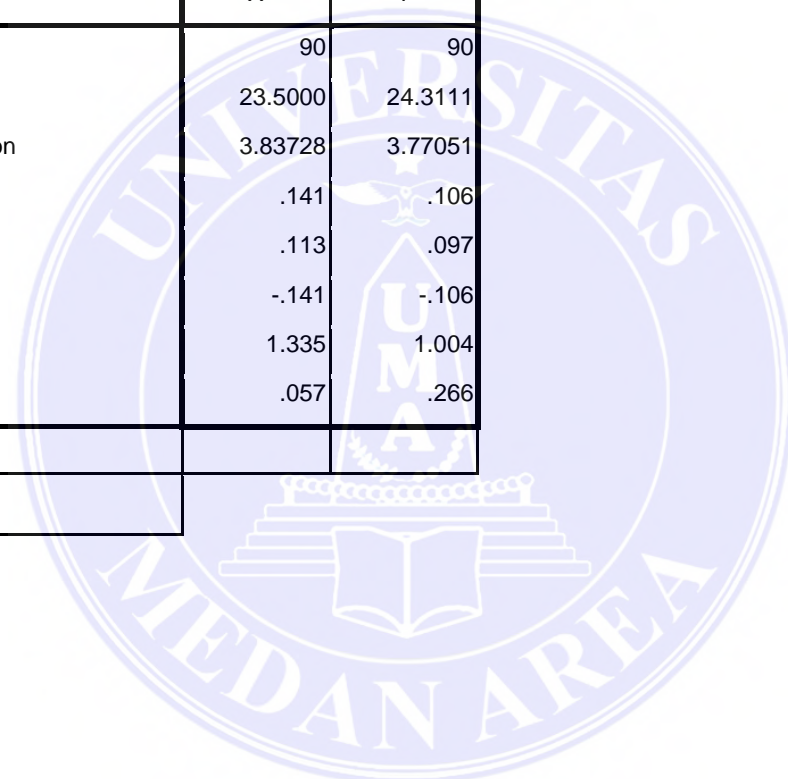 90 90
23.5000 24.3111
on 3.83728 3.77051
.141 .106
.113 .097
-.141 -.106
1.335 1.004
.057 .266
UNIVERSITAS
UMA
MEDAN AREA